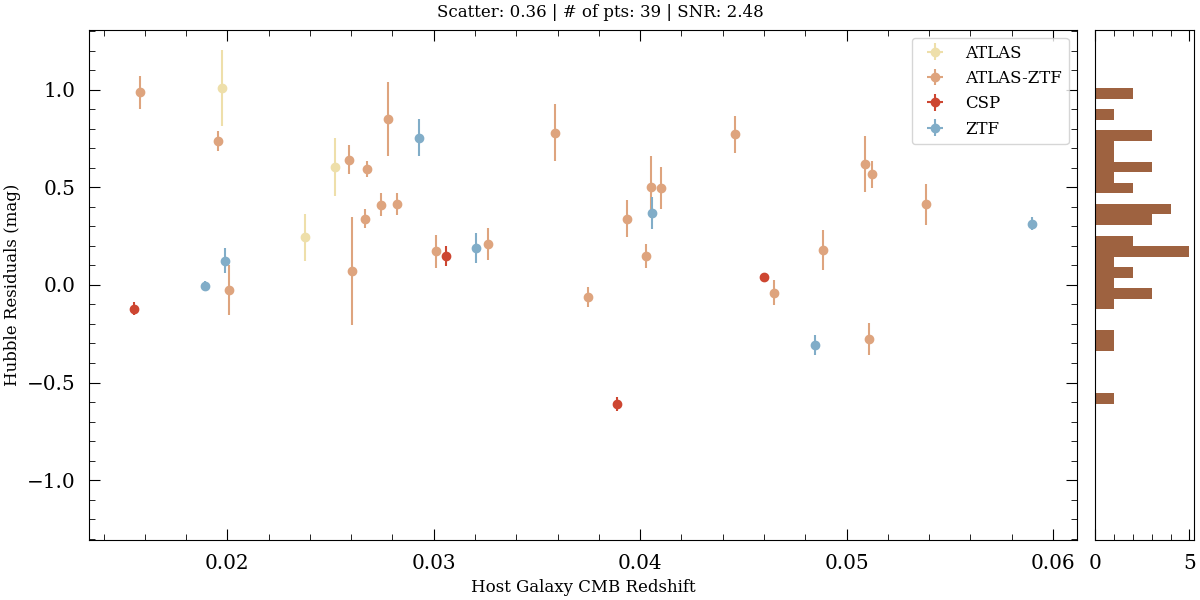 Scatter: 0.36 | # of pts: 39 | SNR: 2.48
ATLAS
ATLAS-ZTF
CSP
ZTF
Hubble Residuals (mag)
1.0
0.5
0.0
−0.5
−1.0
0.02 0.03 0.04 0.05 0.06
0 5
Host Galaxy CMB Redshift